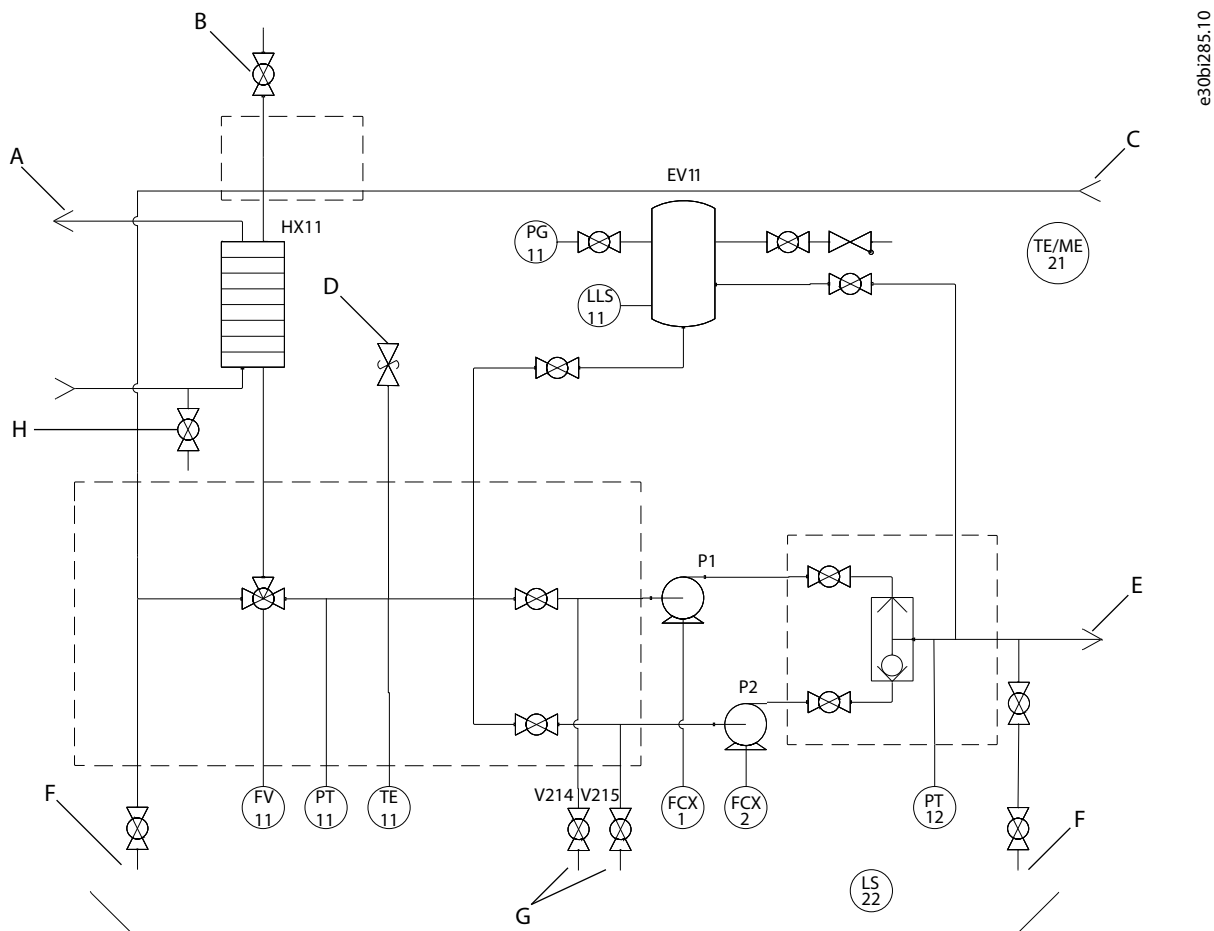 e30bi285.10
B
C
A
EV11
HX11
PG
11
TE/ME
21
D
LLS
11
H
P1
E
P2
F
V214
V215
FV
11
PT
11
TE
11
FCX
1
FCX
2
PT
12
F
LS
22
G